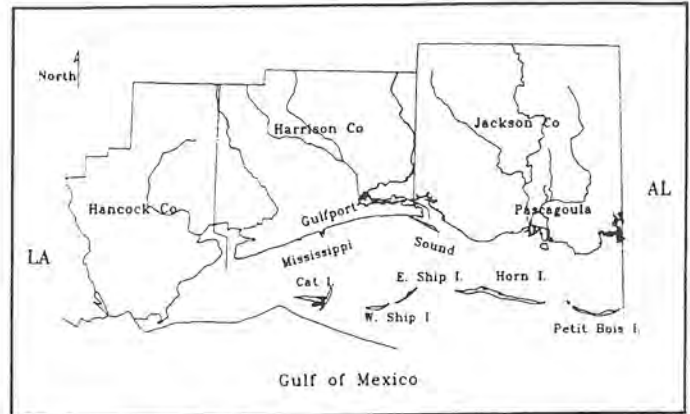 North
Harrison Co
Jackson Co
AL
Hancock Co
Gulfport
Pascagoula
LA
Mississippi
Sound
Cat I.
E. Ship I.
Horn I.
W. Ship I
Petit Bois I.
Gulf of Mexico